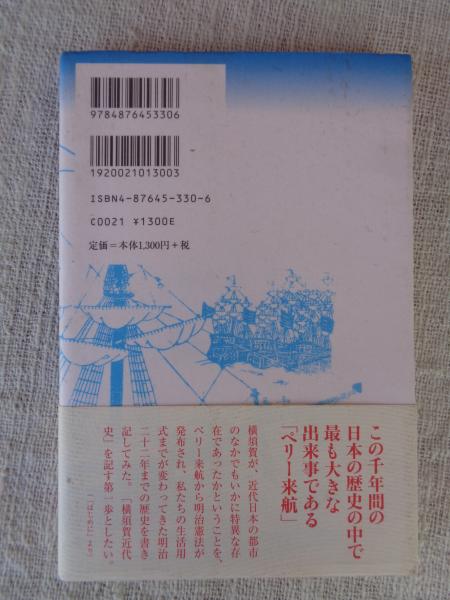 9784876453306
1920021013003
ISBN4-87645-330-6
C0021 ¥1300E
定価=本体1,300円+税
この千年間の
日本の歴史の中で
最も大きな
出来事である
「ペリー来航」
横須賀が、近代日本の都市
のなかでもいかに特異な存
在であったかということを、
ペリー来航から明治憲法が
発布され、私たちの生活用
式までが変わってきた明治
二十二年までの歴史を書き
記してみた。「横須賀近代
史」を記す第一歩としたい。
(「はじめに」より)